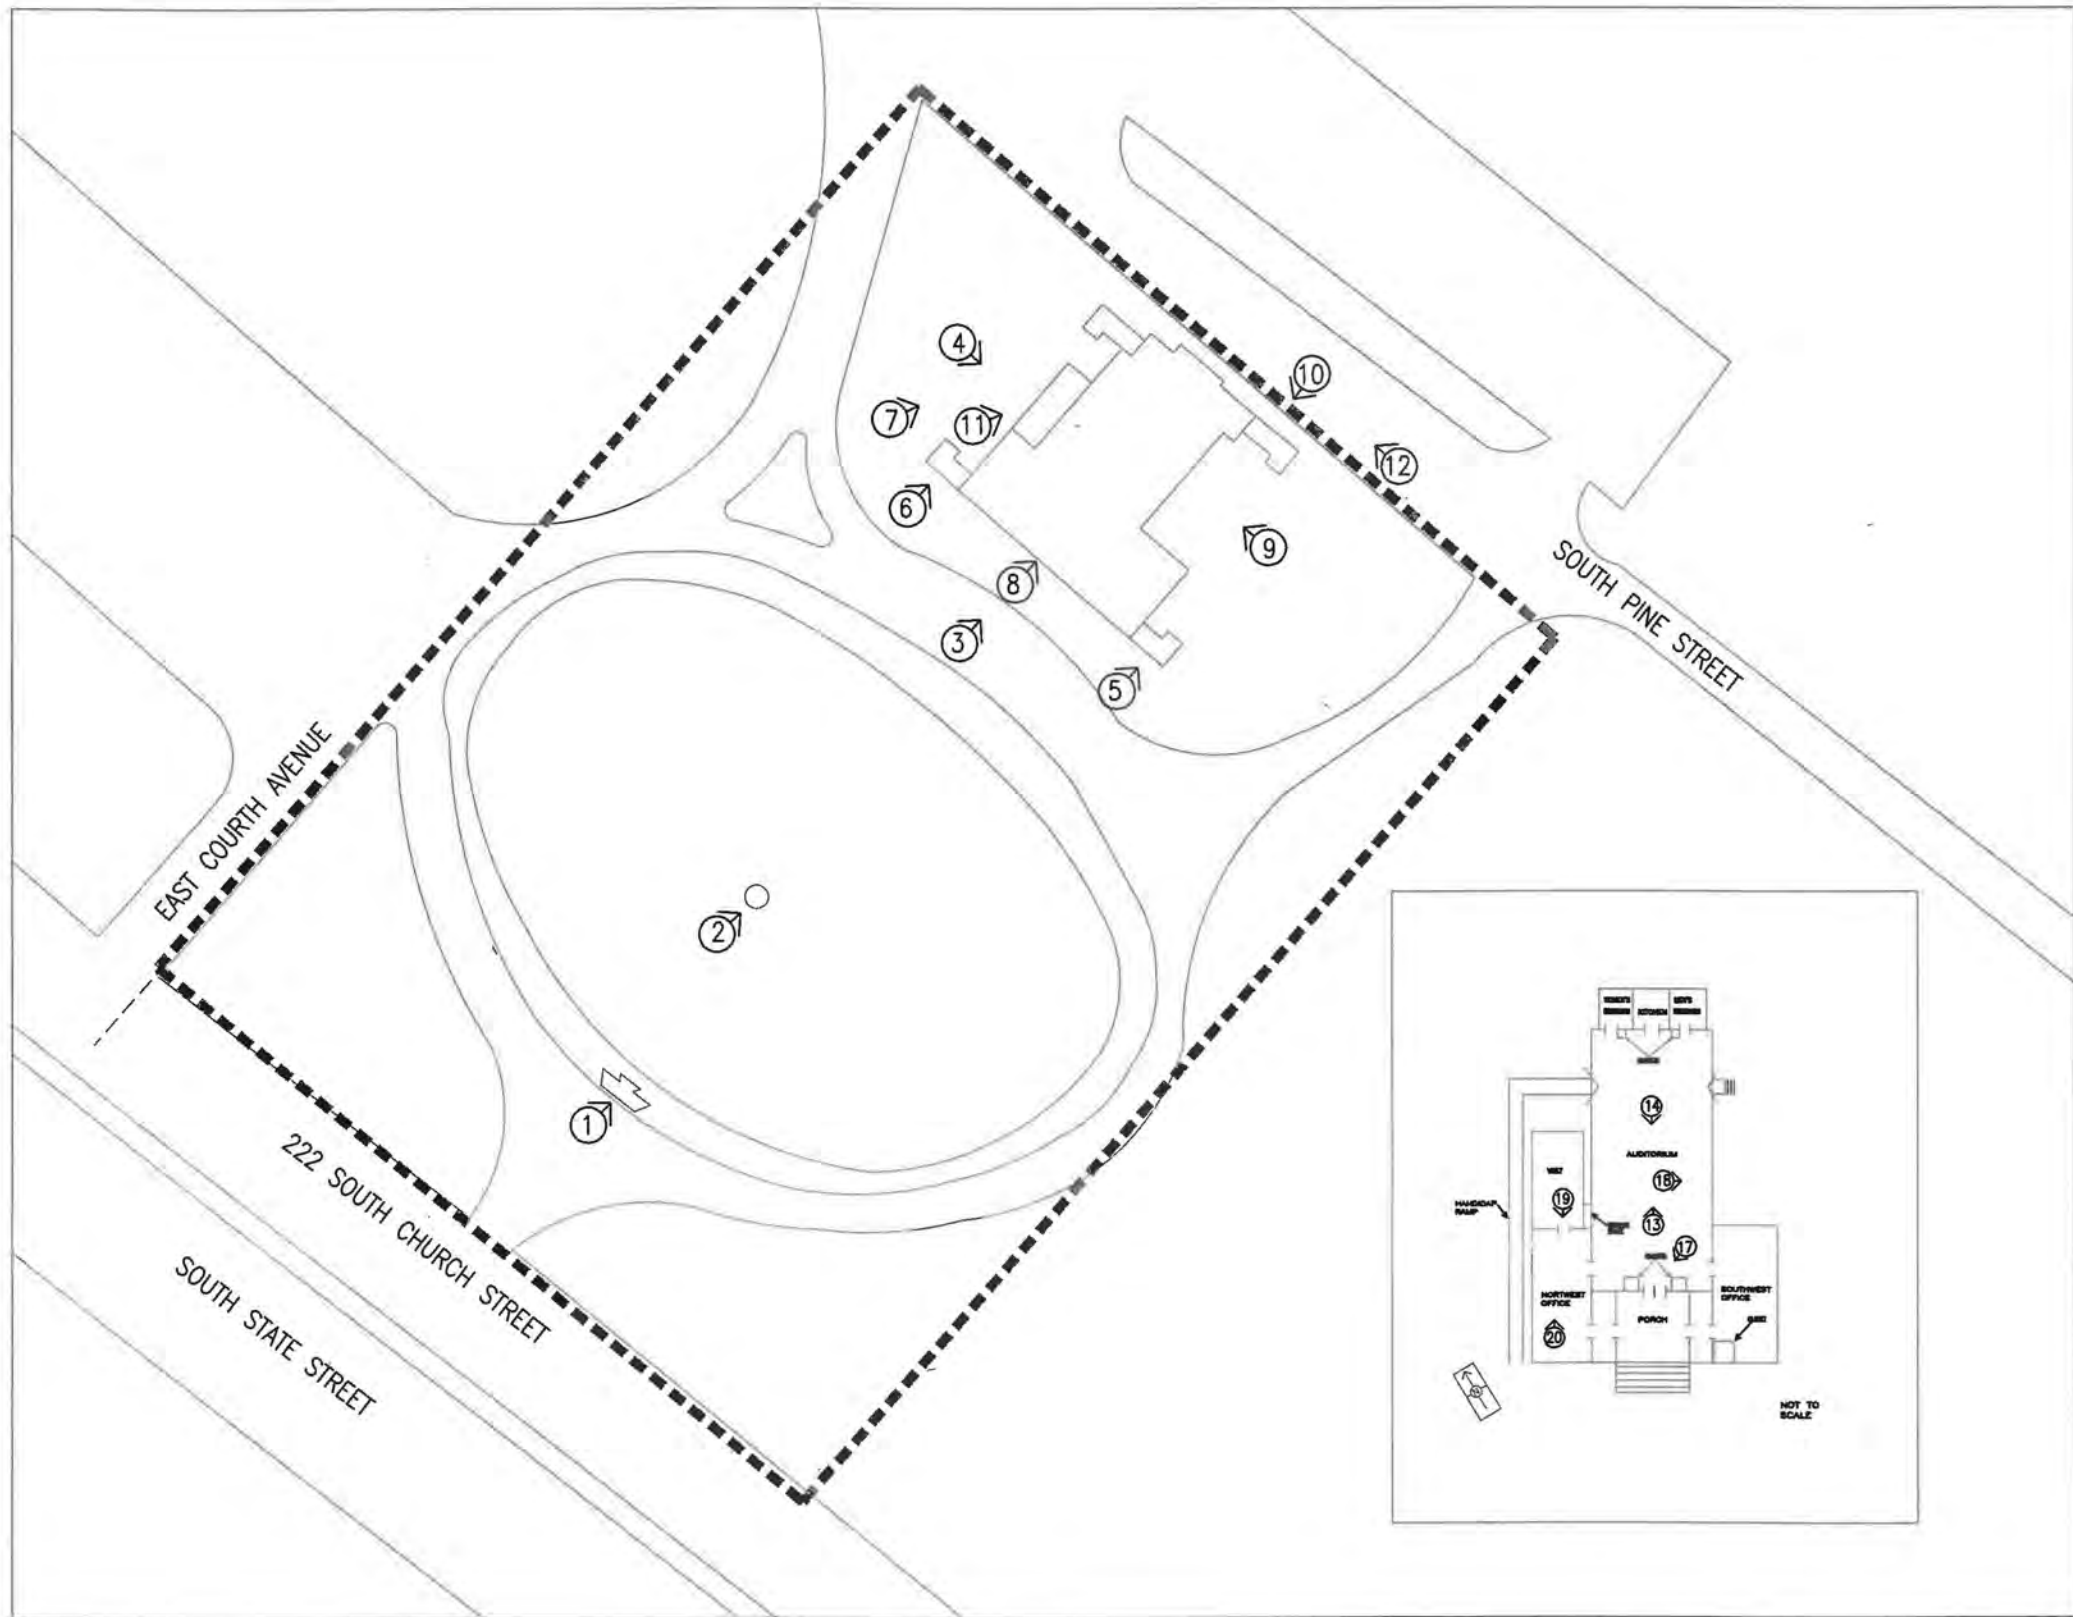 4
10
7
11
12
6
9
8
3
5
SOUTH PINE STREET
EAST COURTH AVENUE
2
1
222 SOUTH CHURCH STREET
SOUTH STATE STREET
KITCHEN
14
AUDITORIUM
18
19
HANDICAP
RAMP
13
17
NORTWEST
OFFICE
SOUTHWEST
OFFICE
PORCH
20
NOT TO
SCALE